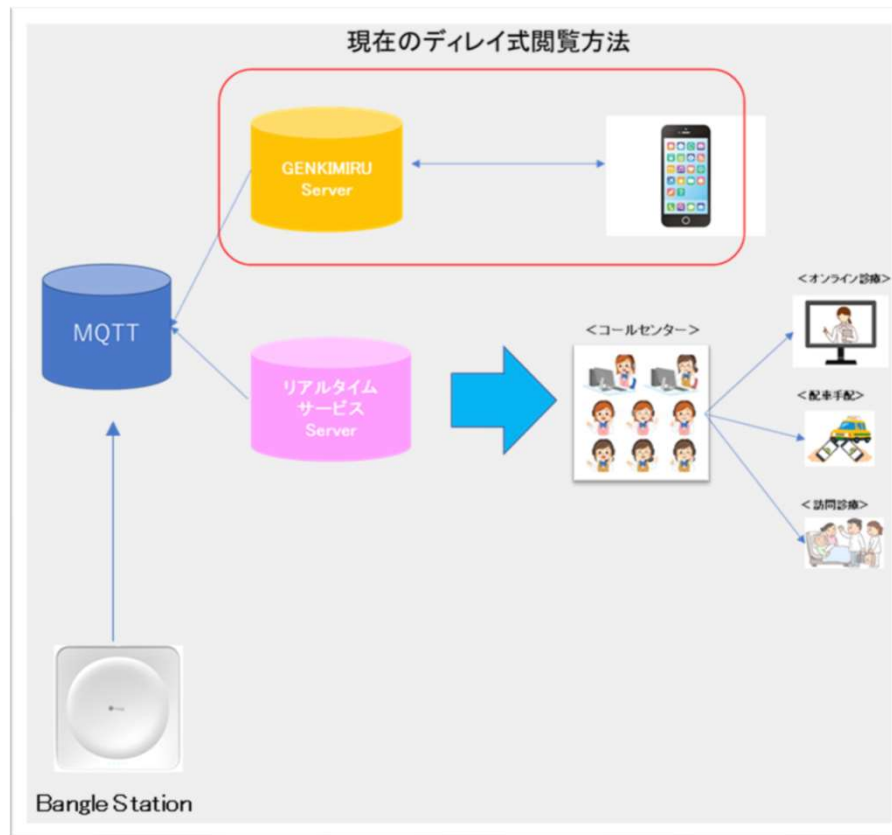 現在のディレイ式閲覧方法
GENKIMIRU
Server
MQTT
リアルタイム
サービス
Server
＜コールセンター＞
＜オンライン診療＞
＜配車手配＞
＜訪問診療＞
Bangle Station